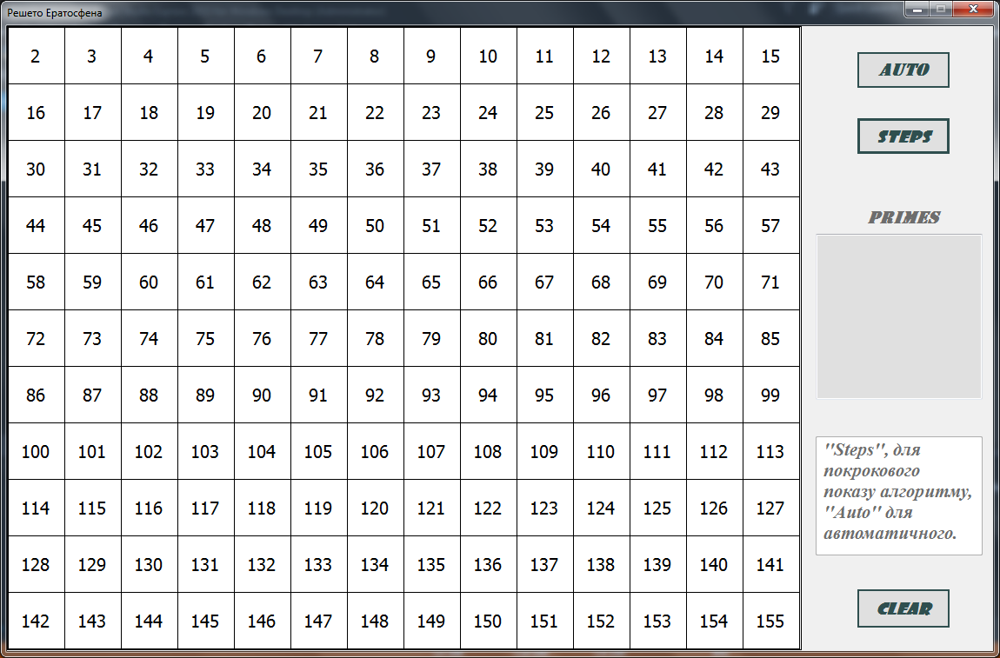 Решето Ератосфена
2 3 4 5 6 7 8 9 10 11 12 13 14 15
AUTO
16 17 18 19 20 21 22 23 24 25 26 27 28 29
STEPS
30 31 32 33 34 35 36 37 38 39 40 41 42 43
44 45 46 47 48 49 50 51 52 53 54 55 56 57
PRIMES
58 59 60 61 62 63 64 65 66 67 68 69 70 71
72 73 74 75 76 77 78 79 80 81 82 83 84 85
86 87 88 89 90 91 92 93 94 95 96 97 98 99
100 101 102 103 104 105 106 107 108 109 110 111 112 113
114 115 116 117 118 119 120 121 122 123 124 125 126 127
128 129 130 131 132 133 134 135 136 137 138 139 140 141
142 143 144 145 146 147 148 149 150 151 152 153 154 155
"Steps", для
покрокового
показу алгоритму,
"Auto" для
автоматичного.
CLEAR